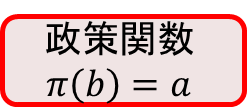 政策関数
𝜋(𝑏) = 𝑎